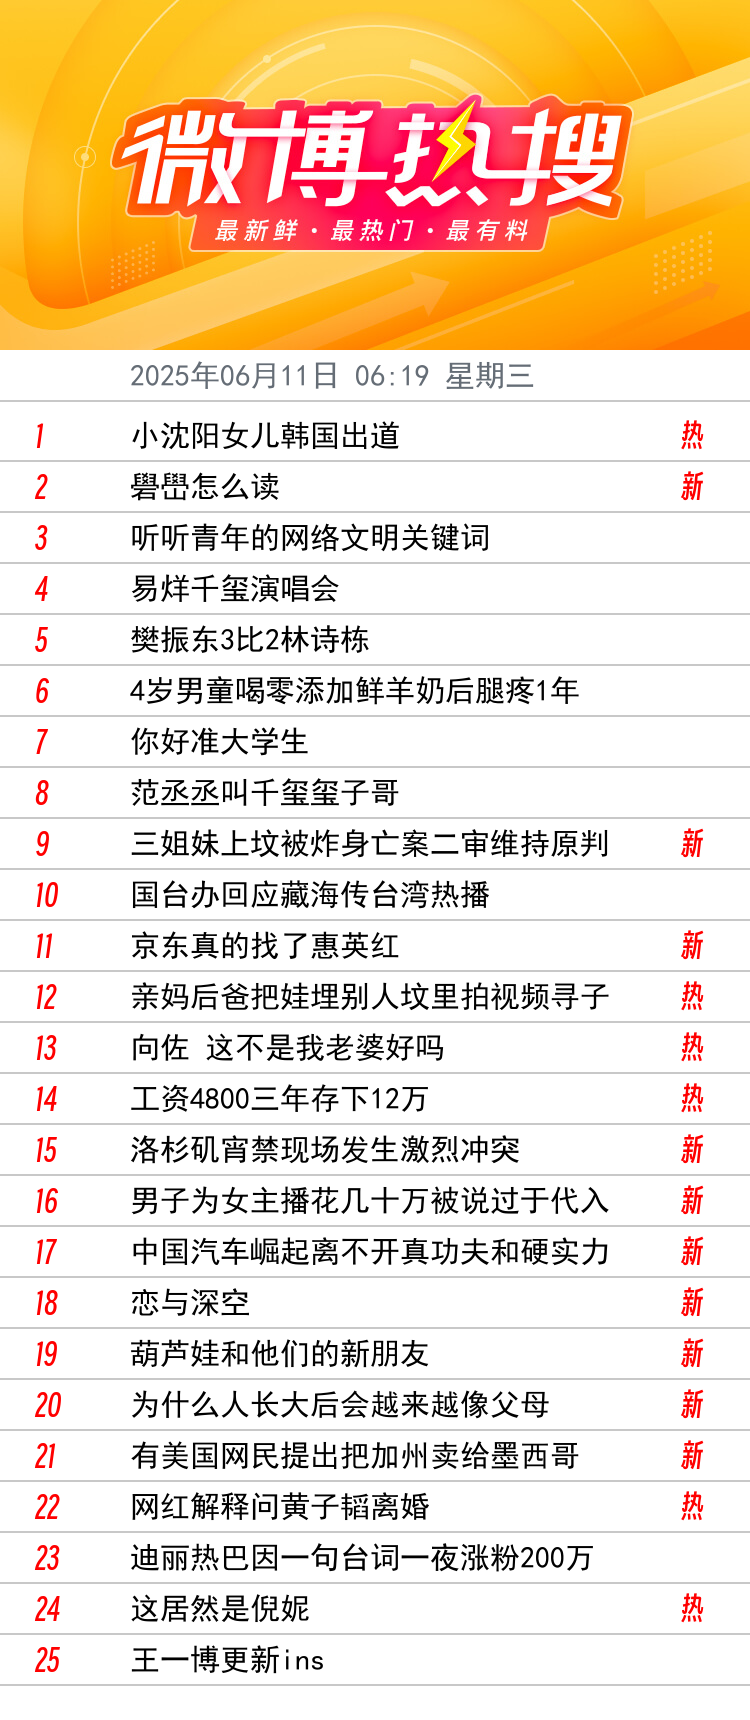 微博热搜
最新鲜·最热门·最有料
2025年06月11日 06:19 星期三
1 小沈阳女儿韩国出道 热
2 怎么读 新
3 听听青年的网络文明关键词
4 易烊千玺演唱会
5 樊振东3比2林诗栋
6 4岁男童喝零添加鲜羊奶后腿疼1年
7 你好准大学生
8 范丞丞叫千玺玺子哥
9 三姐妹上坟被炸身亡案二审维持原判 新
10 国台办回应藏海传台湾热播
11 京东真的找了惠英红 新
12 亲妈后爸把娃埋别人坟里拍视频寻子 热
13 向佐 这不是我老婆好吗 热
14 工资4800三年存下12万 热
15 洛杉矶宵禁现场发生激烈冲突 新
16 男子为女主播花几十万被说过于代入 新
17 中国汽车崛起离不开真功夫和硬实力 新
18 恋与深空 新
19 葫芦娃和他们的新朋友 新
20 为什么人长大后会越来越像父母 新
21 有美国网民提出把加州卖给墨西哥 新
22 网红解释问黄子韬离婚 热
23 迪丽热巴因一句台词一夜涨粉200万
24 这居然是倪妮 热
25 王一博更新ins